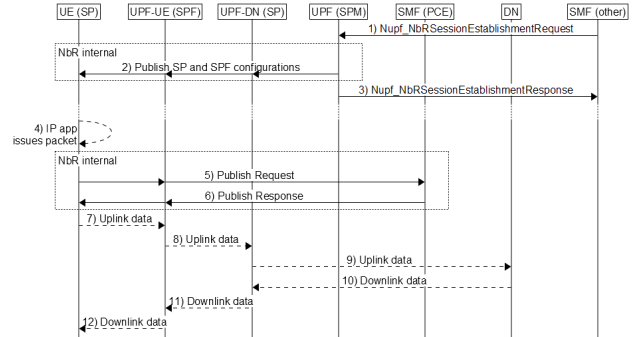 UE (SP) UPF-UE (SPF) UPF-DN (SP) UPF (SPM) SMF (PCE) DN SMF (other)
1) Nupf_NbRSessionEstablishmentRequest
NbR internal
2) Publish SP and SPF configurations
3) Nupf_NbRSessionEstablishmentResponse
4) IP app
issues packet
NbR internal
5) Publish Request
6) Publish Response
7) Uplink data
8) Uplink data
9) Uplink data
10) Downlink data
11) Downlink data
12) Downlink data